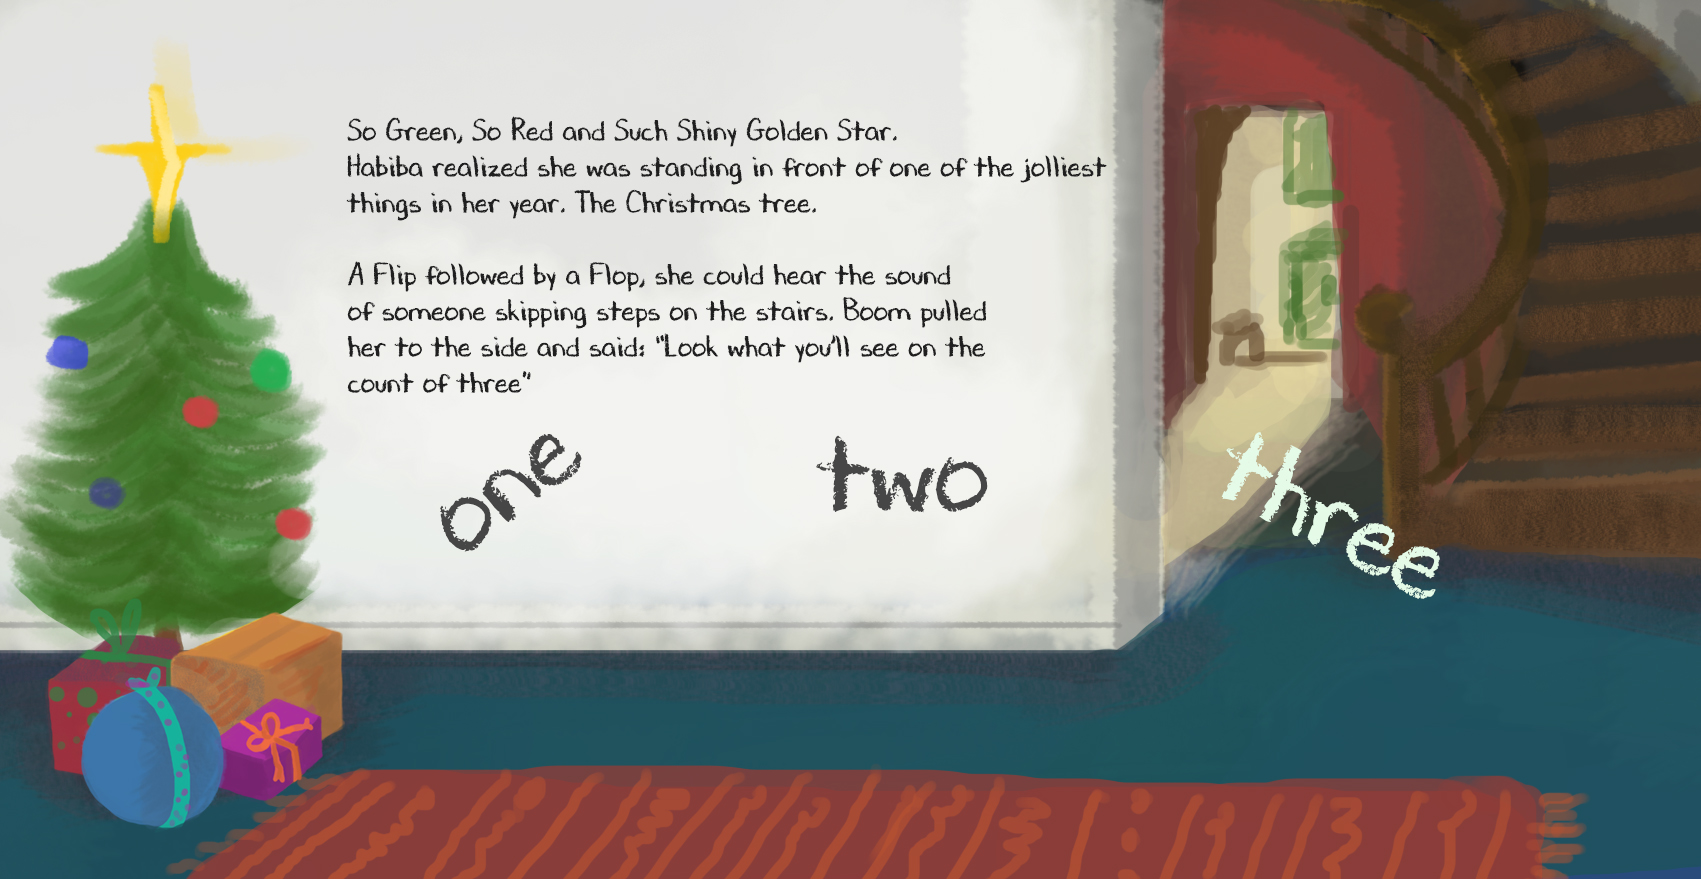 So Green, So Red and Such Shiny Golden Star.
Habiba realized she was standing in front of one of the jolliest
things in her year. The Christmas tree.
A Flip followed by a Flop, she could hear the sound
of someone skipping steps on the stairs. Boom pulled
her to the side and said: "Look what you'll see on the
count of three"
one
two
three